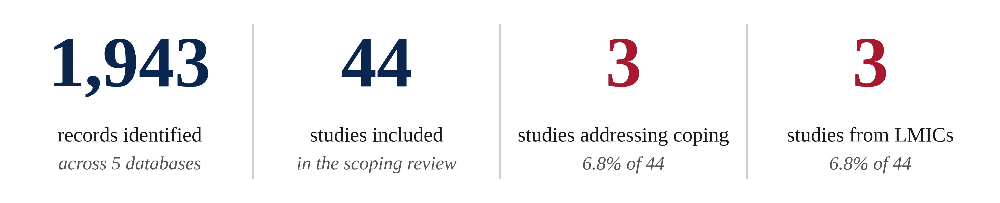 1,943
records identified
across 5 databases
44
studies included
in the scoping review
3
studies addressing coping
6.8% of 44
3
studies from LMICs
6.8% of 44